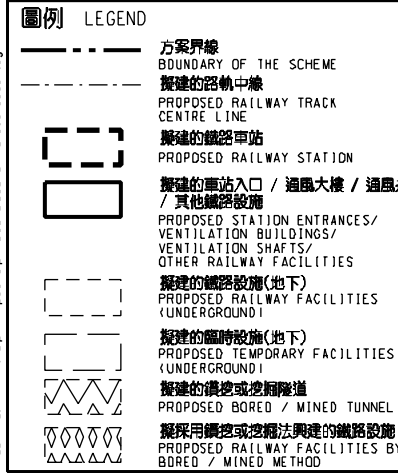 圖例 LEGEND
方案界線
BOUNDARY OF THE SCHEME
擬建的路軌中線
PROPOSED RAILWAY TRACK
CENTRE LINE
擬建的鐵路車站
PROPOSED RAILWAY STATION
擬建的車站入口 / 通風大樓 / 通風
/ 其他鐵路設施
PROPOSED STATION ENTRANCES/
VENTILATION BUILDINGS/
VENTILATION SHAFTS/
OTHER RAILWAY FACILITIES
擬建的鐵路設施(地下)
PROPOSED RAILWAY FACILITIES
(UNDERGROUND)
擬建的臨時設施(地下)
PROPOSED TEMPORARY FACILITIES
(UNDERGROUND)
擬建的鑽挖或挖掘隧道
PROPOSED BORED / MINED TUNNEL
擬採用鑽挖或挖掘法興建的鐵路設施
PROPOSED RAILWAY FACILITIES BY
BORED / MINED METHOD